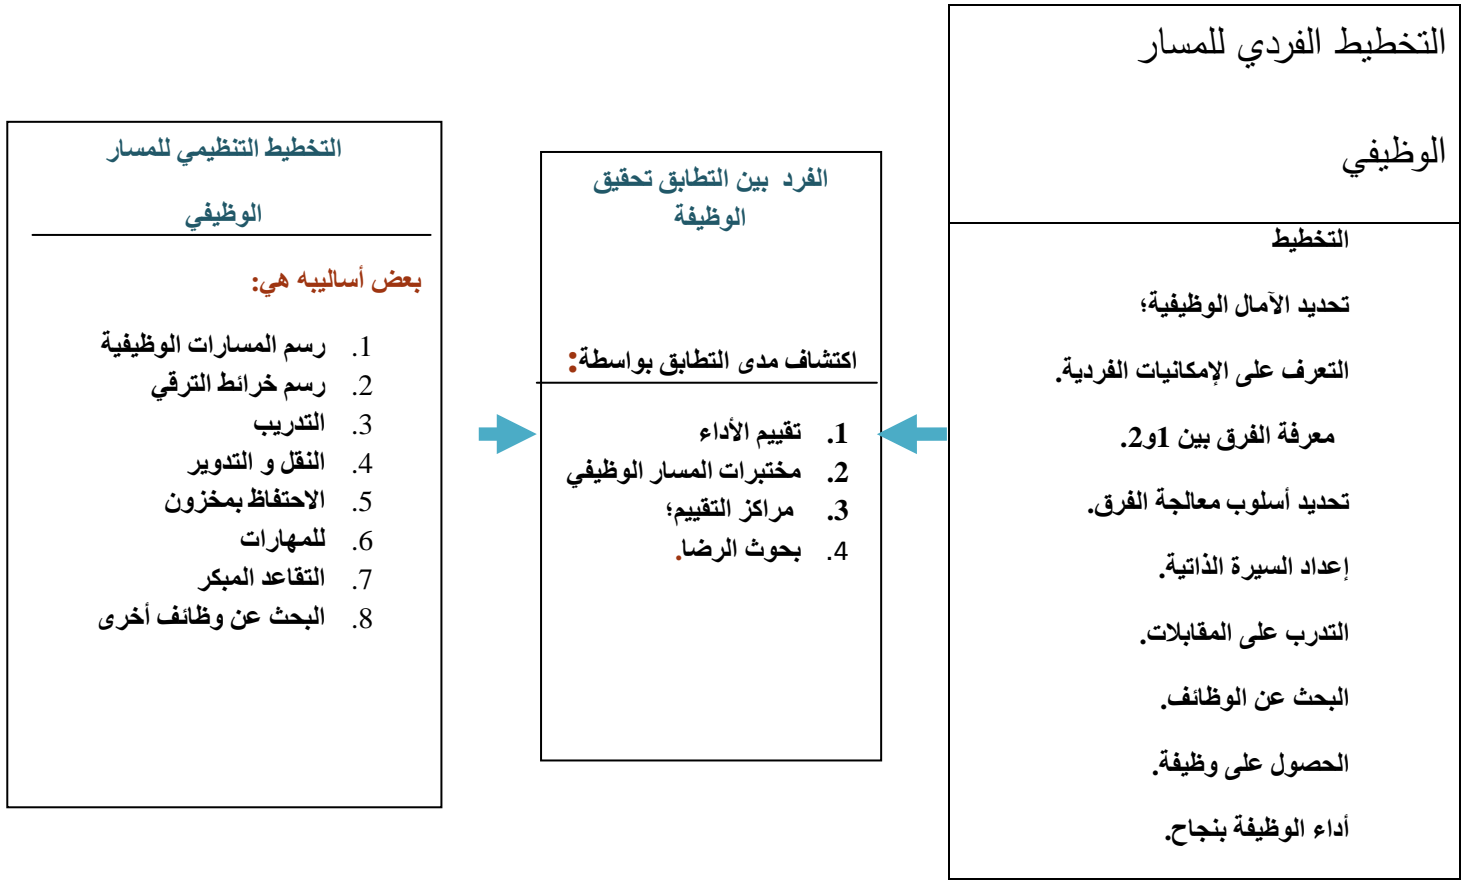 التخطيط الفردي للمسار
الوظيفي
التخطيط
تحديد الآمال الوظيفية؛
التعرف على الإمكانيات الفردية.
معرفة الفرق بين 1و2.
تحديد أسلوب معالجة الفرق.
إعداد السيرة الذاتية.
التدرب على المقابلات.
البحث عن الوظائف.
الحصول على وظيفة.
أداء الوظيفة بنجاح.
الفرد بين التطابق تحقيق
الوظيفة
اكتشاف مدى التطابق بواسطة:
1. تقييم الأداء
2. مختبرات المسار الوظيفي
3. مراكز التقييم؛
4. بحوث الرضا.
التخطيط التنظيمي للمسار
الوظيفي
بعض أساليبه هي:
1. رسم المسارات الوظيفية
2. رسم خرائط الترقي
3. التدريب
4. النقل و التدوير
5. الاحتفاظ بمخزون
6. للمهارات
7. التقاعد المبكر
8. البحث عن وظائف أخرى